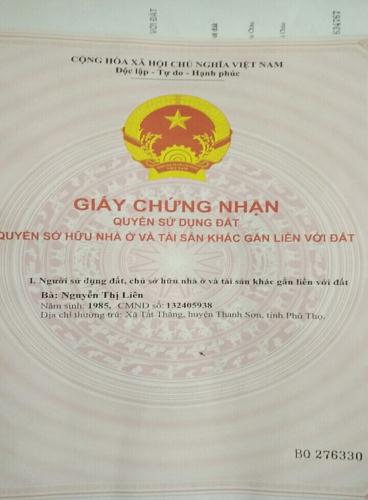 VỚI ĐẤT
634767
CỘNG HÒA XÃ HỘI CHỦ NGHĨA VIỆT NAM
Độc lập - Tự do - Hạnh phúc
GIẤY CHỨNG NHẬN
QUYỀN SỬ DỤNG ĐẤT
QUYỀN SỞ HỮU NHÀ Ở VÀ TÀI SẢN KHÁC GẮN LIỀN VỚI ĐẤT
I. Người sử dụng đất, chủ sở hữu nhà ở và tài sản khác gắn liền với đất
Bà: Nguyễn Thị Liên
Năm sinh: 1985, CMND số: 132405938
Địa chỉ thường trú: Xã Tất Thắng, huyện Thanh Sơn, tỉnh Phú Thọ.
BO 276330